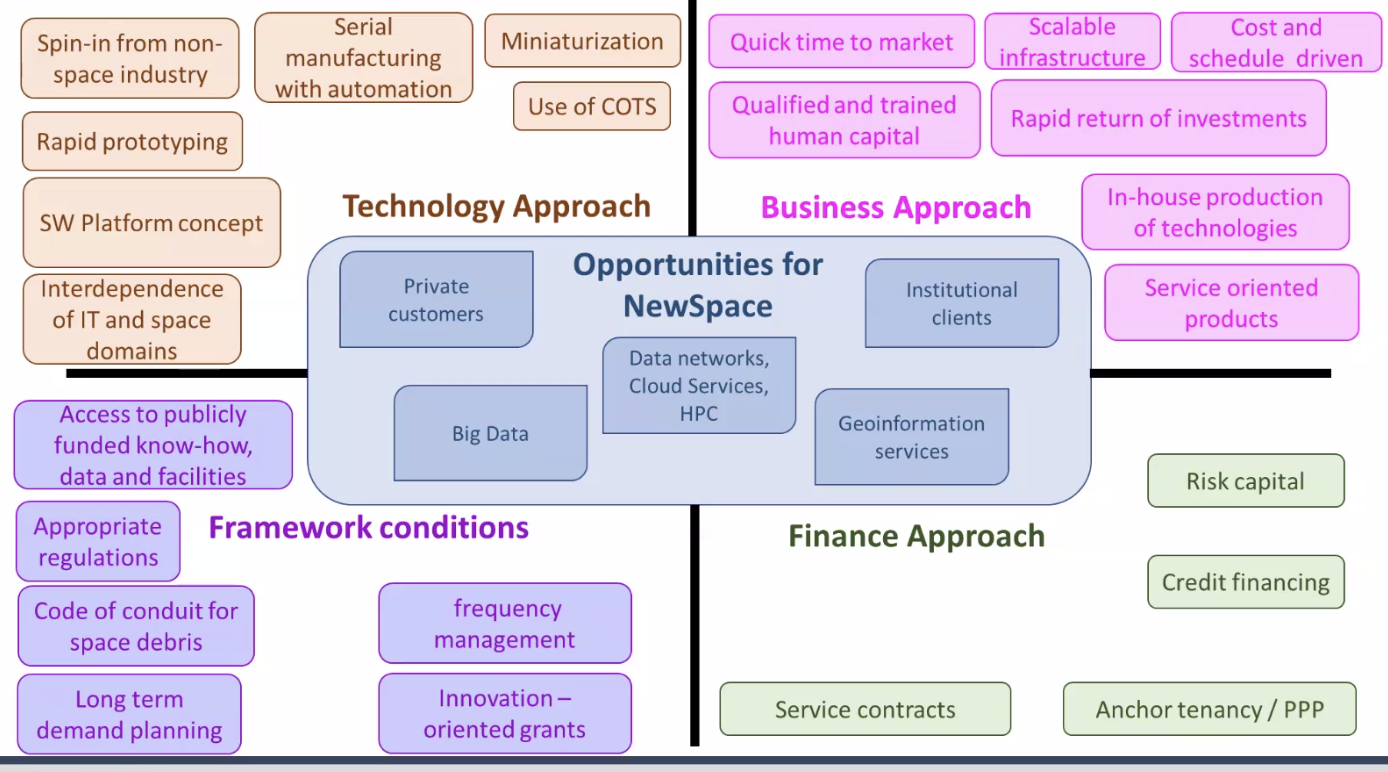 Spin-in from non-
space industry
Serial
manufacturing
with automation
Miniaturization
Use of COTS
Rapid prototyping
SW Platform concept
Interdependence
of IT and space
domains
Technology Approach
Quick time to market
Scalable
infrastructure
Cost and
schedule driven
Qualified and trained
human capital
Rapid return of investments
Business Approach
In-house production
of technologies
Service oriented
products
Opportunities for
NewSpace
Private
customers
Institutional
clients
Data networks,
Cloud Services,
HPC
Big Data
Geoinformation
services
Access to publicly
funded know-how,
data and facilities
Appropriate
regulations
Framework conditions
Code of conduit for
space debris
frequency
management
Long term
demand planning
Innovation –
oriented grants
Finance Approach
Risk capital
Credit financing
Service contracts
Anchor tenancy / PPP